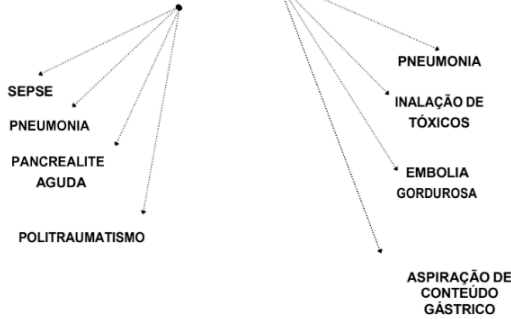 SEPSE
PNEUMONIA
PANCREALITE
AGUDA
POLITRAUMATISMO
PNEUMONIA
INALAÇÃO DE
TÓXICOS
EMBOLIA
GORDUROSA
ASPIRAÇÃO DE
CONTEÚDO
GÁSTRICO